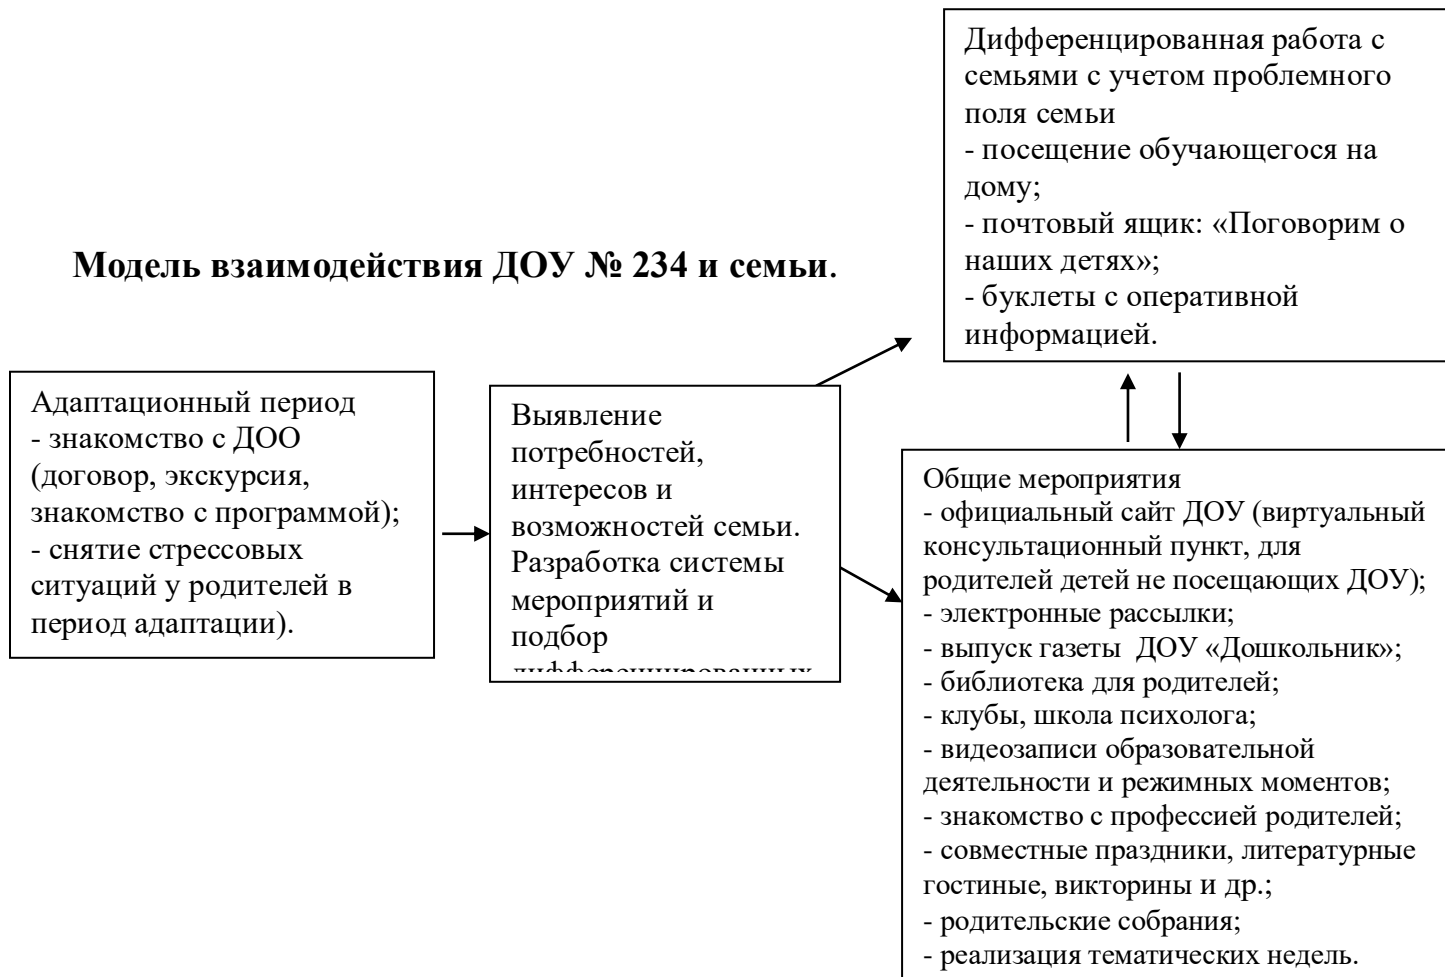 Модель взаимодействия ДОУ № 234 и семьи.
Адаптационный период
- знакомство с ДОО
(договор, экскурсия,
знакомство с программой);
- снятие стрессовых
ситуаций у родителей в
период адаптации).
Выявление
потребностей,
интересов и
возможностей семьи.
Разработка системы
мероприятий и
подбор
дифференцированных
Дифференцированная работа с
семьями с учетом проблемного
поля семьи
- посещение обучающегося на
дому;
- почтовый ящик: «Поговорим о
наших детях»;
- буклеты с оперативной
информацией.
Общие мероприятия
- официальный сайт ДОУ (виртуальный
консультационный пункт, для
родителей детей не посещающих ДОУ);
- электронные рассылки;
- выпуск газеты  ДОУ «Дошкольник»;
- библиотека для родителей;
- клубы, школа психолога;
- видеозаписи образовательной
деятельности и режимных моментов;
- знакомство с профессией родителей;
- совместные праздники, литературные
гостиные, викторины и др.;
- родительские собрания;
- реализация тематических недель.